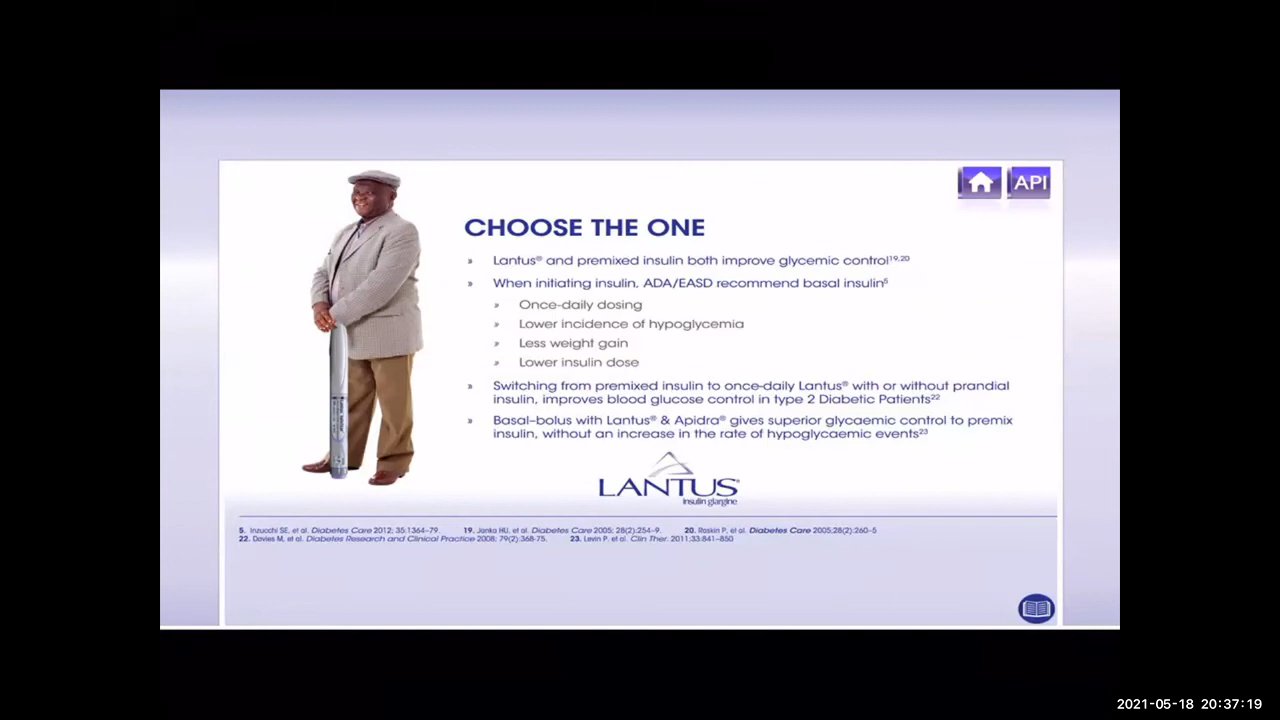 API
CHOOSE THE ONE
» Lantus® and premixed insulin both improve glycemic control19,20
» When initiating insulin, ADA/EASD recommend basal insulin5
» Once-daily dosing
» Lower incidence of hypoglycemia
» Less weight gain
» Lower insulin dose
» Switching from premixed insulin to once-daily Lantus® with or without prandial
insulin, improves blood glucose control in type 2 Diabetic Patients22
» Basal–bolus with Lantus® & Apidra® gives superior glycaemic control to premix
insulin, without an increase in the rate of hypoglycaemic events23
LANTUS®
insulin glargine
5. Inzucchi SE, et al. Diabetes Care 2012; 35:1364–79. 19. Janka HU, et al. Diabetes Care 2005; 28(2):254–9. 20. Raskin P, et al. Diabetes Care 2005;28(2):260–5
22. Davies M, et al. Diabetes Research and Clinical Practice 2008; 79(2):368-75. 23. Levin P. et al. Clin Ther. 2011;33:841–850
2021-05-18 20:37:19